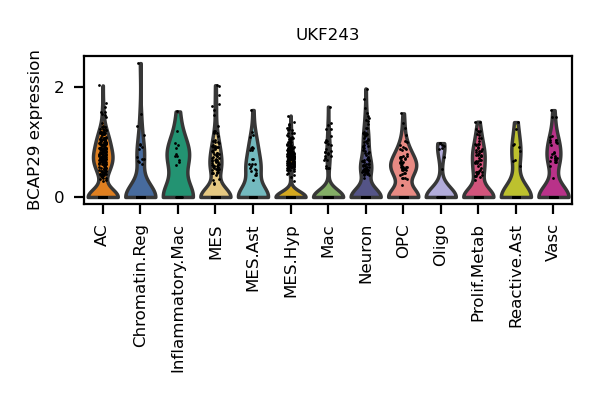 UKF243
BCAP29 expression
2
0
AC
Chromatin.Reg
Inflammatory.Mac
MES
MES.Ast
MES.Hyp
Mac
Neuron
OPC
Oligo
Prolif.Metab
Reactive.Ast
Vasc